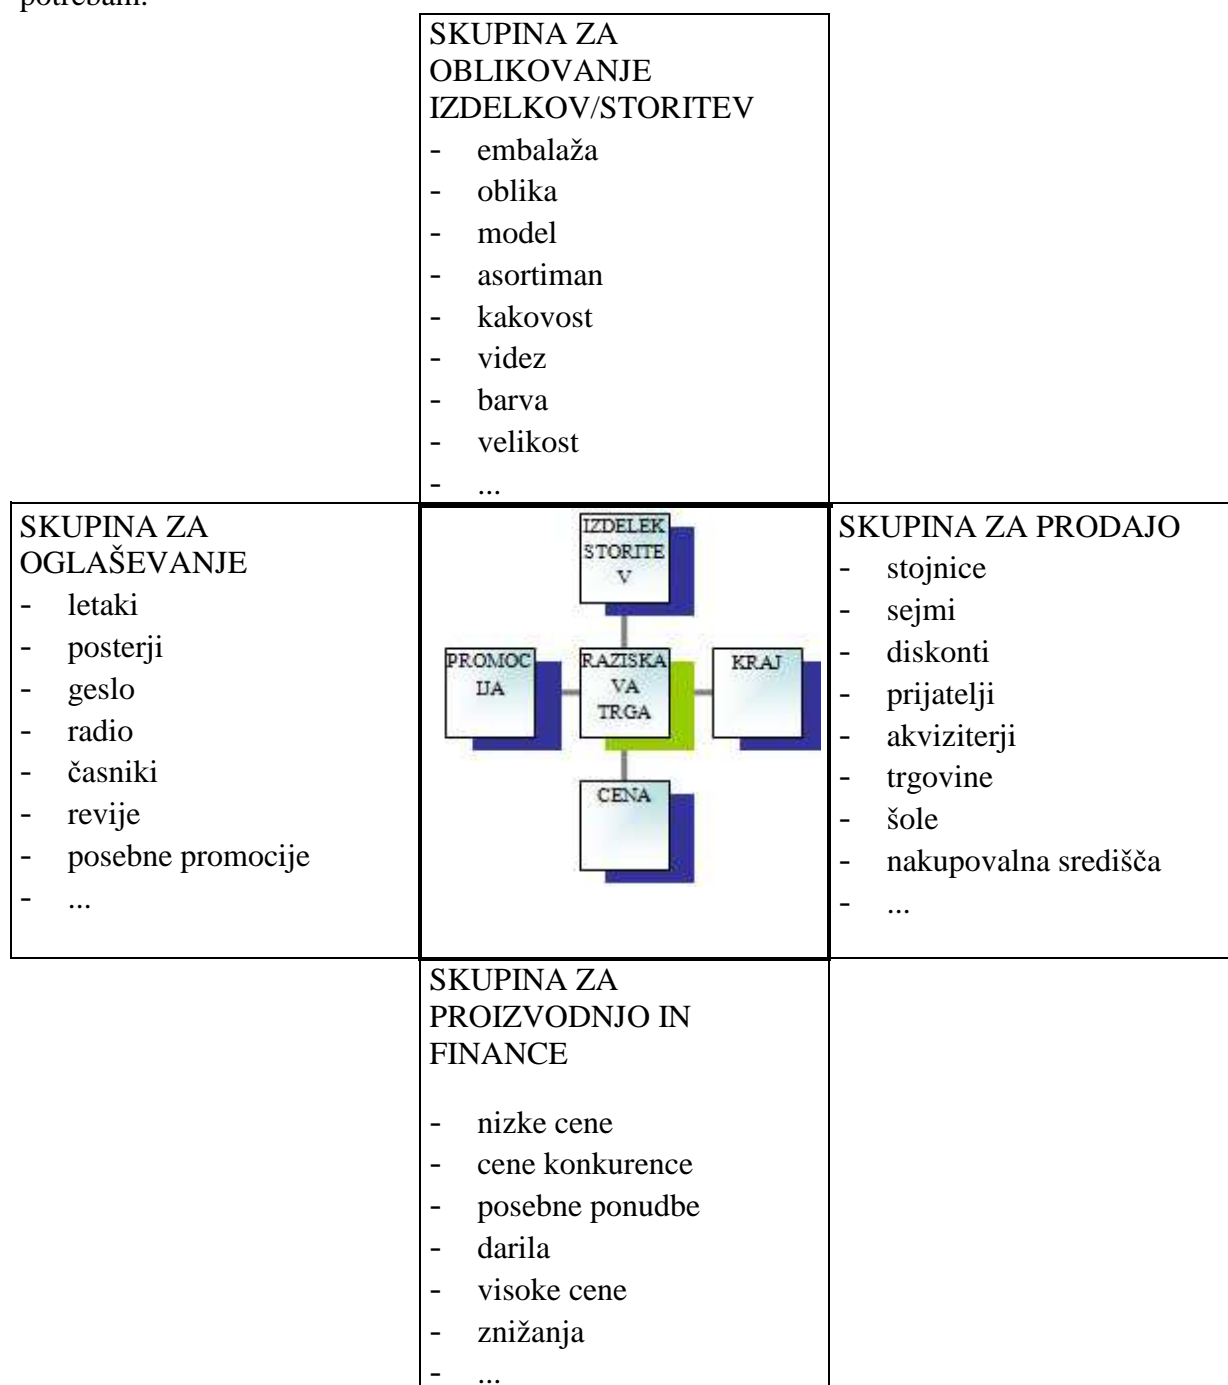 potrebam.
SKUPINA ZA
OBLIKOVANJE
IZDELKOV/STORITEV
- embalaža
- oblika
- model
- asortiman
- kakovost
- videz
- barva
- velikost
- ...
SKUPINA ZA
OGLAŠEVANJE
- letaki
- posterji
- geslo
- radio
- časniki
- revije
- posebne promocije
- ...
IZDELEK
STORITE
V
PROMOC
IJA
RAZISKA
VA
TRGA
KRAJ
CENA
SKUPINA ZA PRODAJO
- stojnice
- sejmi
- diskonti
- prijatelji
- akviziterji
- trgovine
- šole
- nakupovalna središča
- ...
SKUPINA ZA
PROIZVODNJO IN
FINANCE
- nizke cene
- cene konkurence
- posebne ponudbe
- darila
- visoke cene
- znižanja
- ...